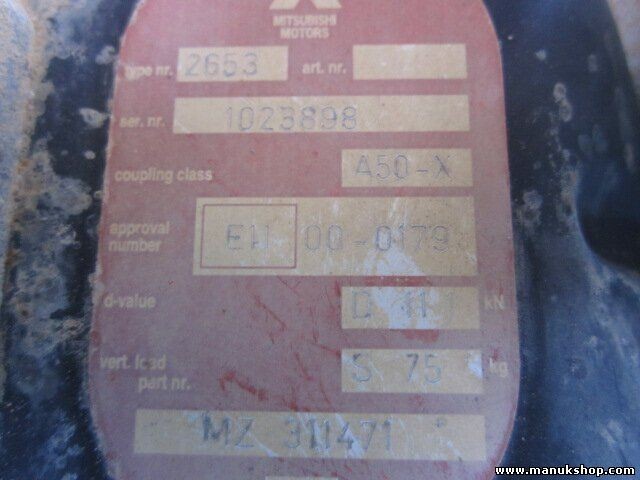 MITSUBISHI
MOTORS
type nr. 2653 art. nr.
ser. nr. 1023898
coupling class A50-X
approval
number E11 00-0179
d-value D kN
vert. load S 75 kg
part nr.
MZ 311471
www.manukshop.com